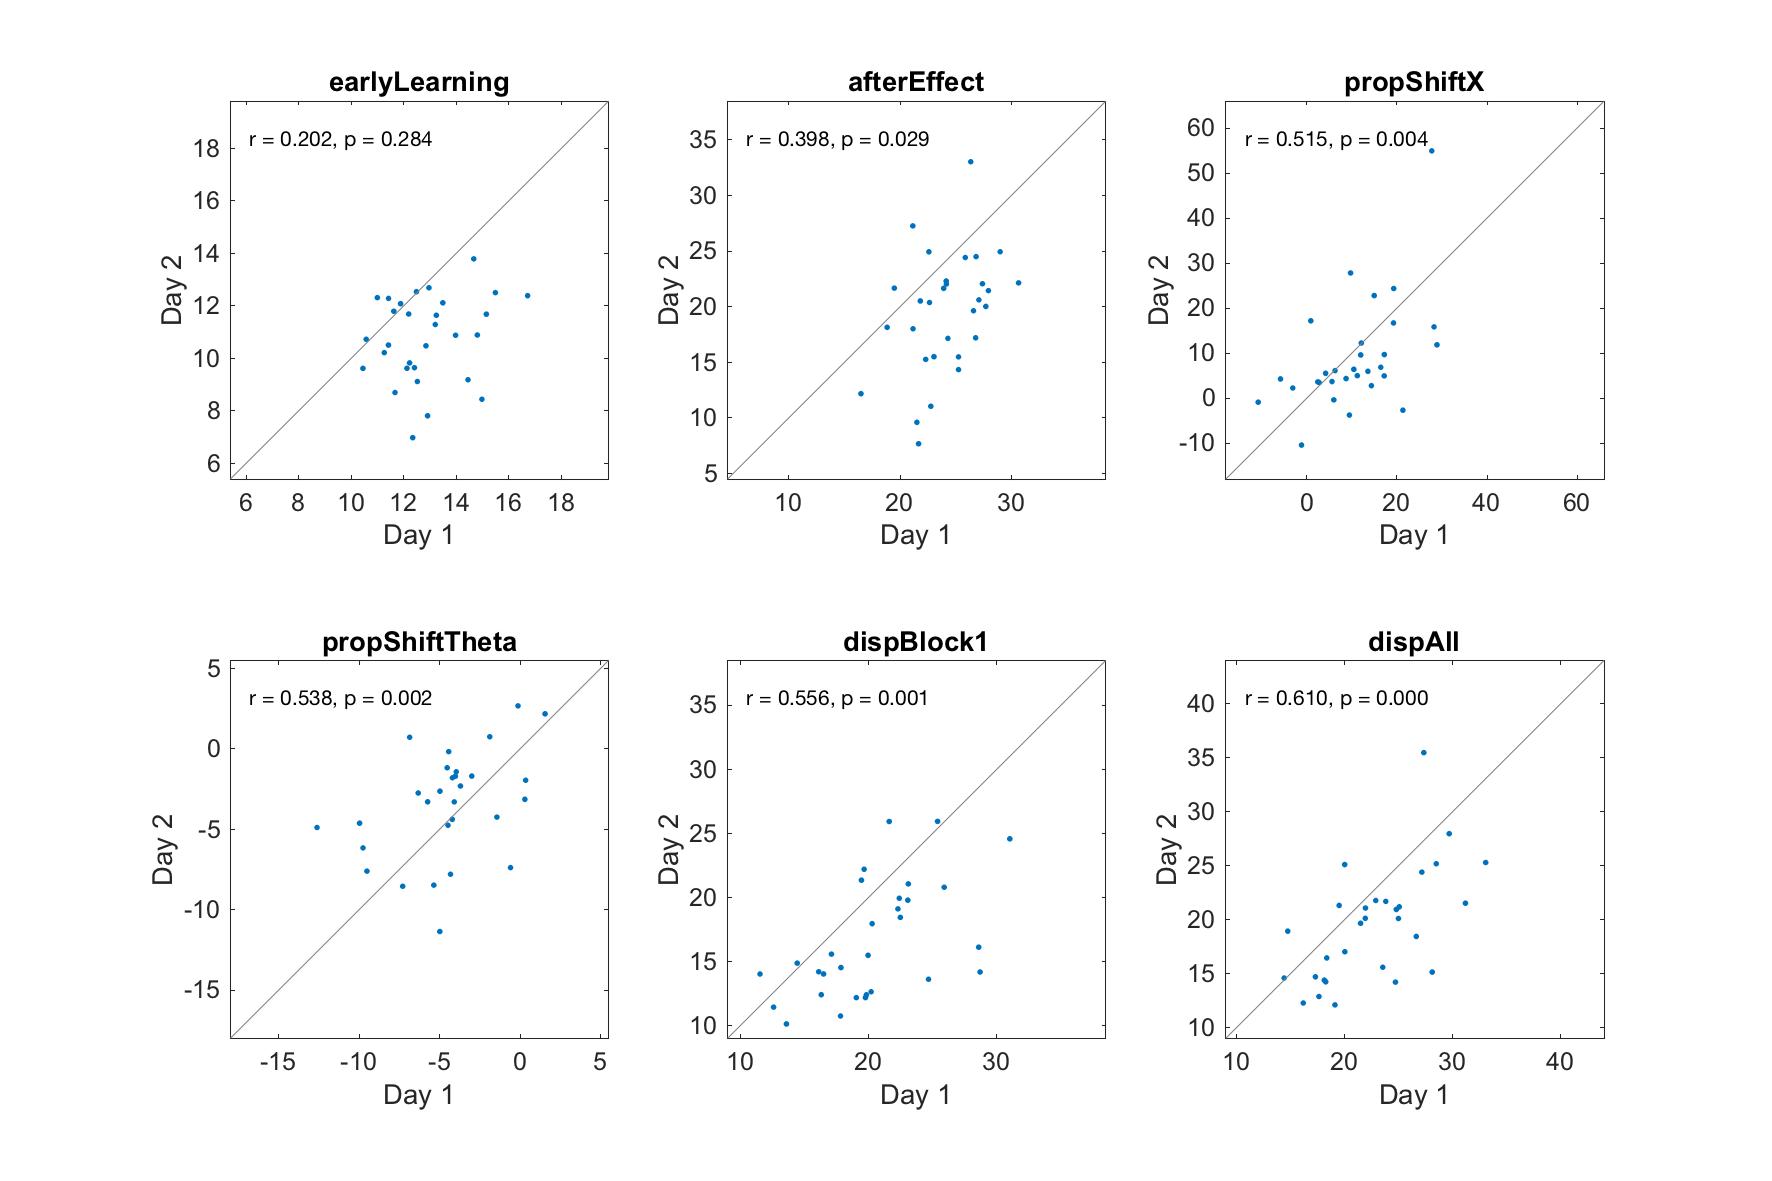 earlyLearning
r = 0.202, p = 0.284
18
16
14
12
10
8
6
6 8 10 12 14 16 18
Day 1
Day 2
afterEffect
r = 0.398, p = 0.029
35
30
25
20
15
10
5
10 20 30
Day 1
Day 2
propShiftX
r = 0.515, p = 0.004
60
50
40
30
20
10
0
-10
0 20 40 60
Day 1
Day 2
propShiftTheta
r = 0.538, p = 0.002
5
0
-5
-10
-15
-15 -10 -5 0 5
Day 1
Day 2
dispBlock1
r = 0.556, p = 0.001
35
30
25
20
15
10
10 20 30
Day 1
Day 2
dispAll
r = 0.610, p = 0.000
40
35
30
25
20
15
10
10 20 30 40
Day 1
Day 2